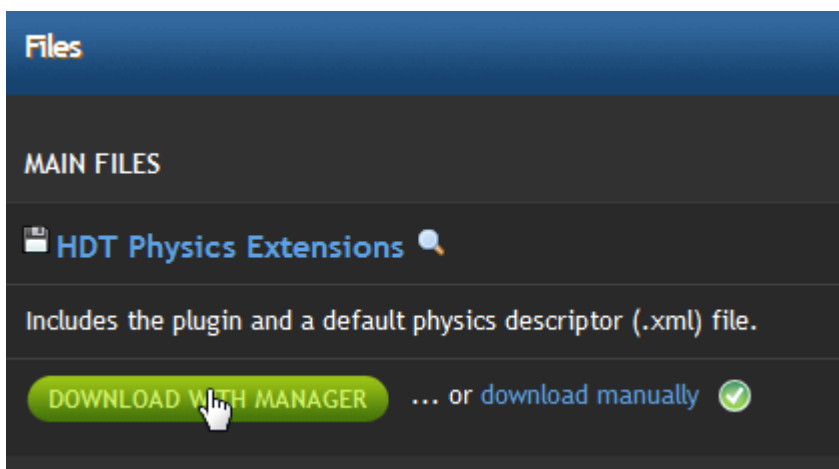 Files
MAIN FILES
HDT Physics Extensions
Includes the plugin and a default physics descriptor (.xml) file.
DOWNLOAD WITH MANAGER ... or download manually